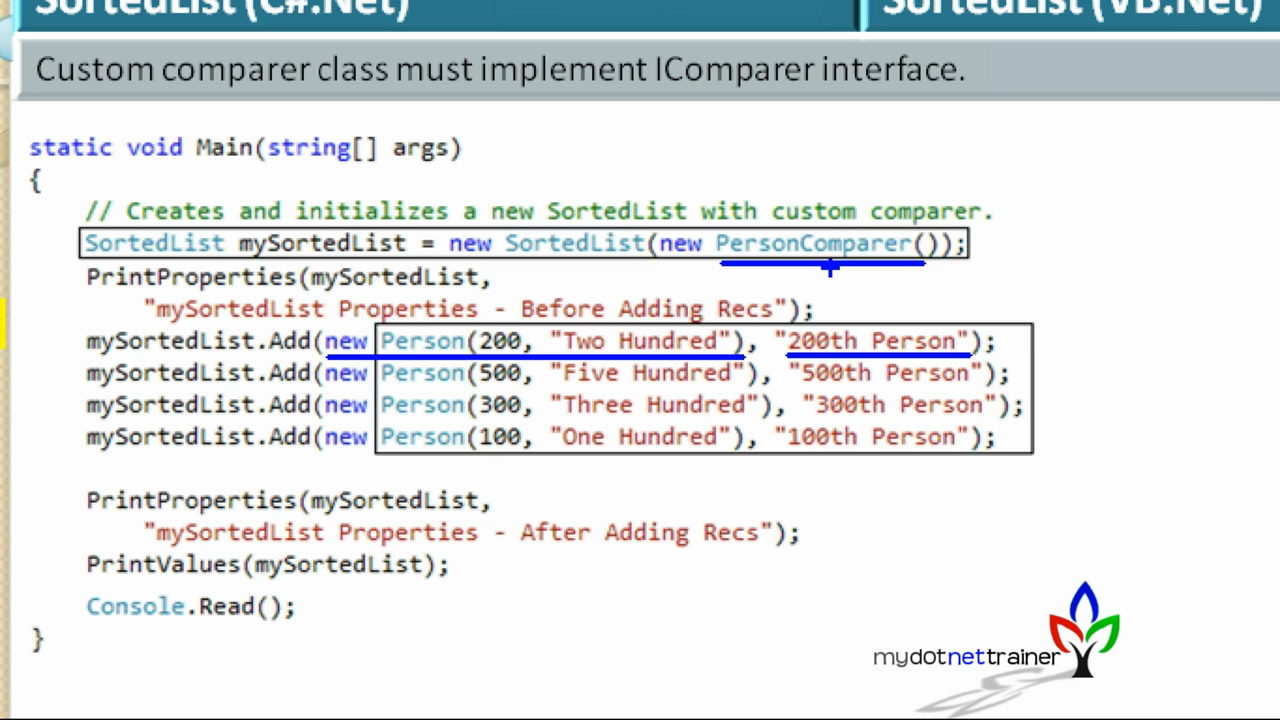 SortedList (C#.Net)
SortedList (VB.Net)
Custom comparer class must implement IComparer interface.
static void Main(string[] args)
{
// Creates and initializes a new SortedList with custom comparer.
SortedList mySortedList = new SortedList(new PersonComparer());
PrintProperties(mySortedList,
"mySortedList Properties - Before Adding Recs");
mySortedList.Add(new Person(200, "Two Hundred"), "200th Person");
mySortedList.Add(new Person(500, "Five Hundred"), "500th Person");
mySortedList.Add(new Person(300, "Three Hundred"), "300th Person");
mySortedList.Add(new Person(100, "One Hundred"), "100th Person");
PrintProperties(mySortedList,
"mySortedList Properties - After Adding Recs");
PrintValues(mySortedList);
Console.Read();
}
mydotnettrainer